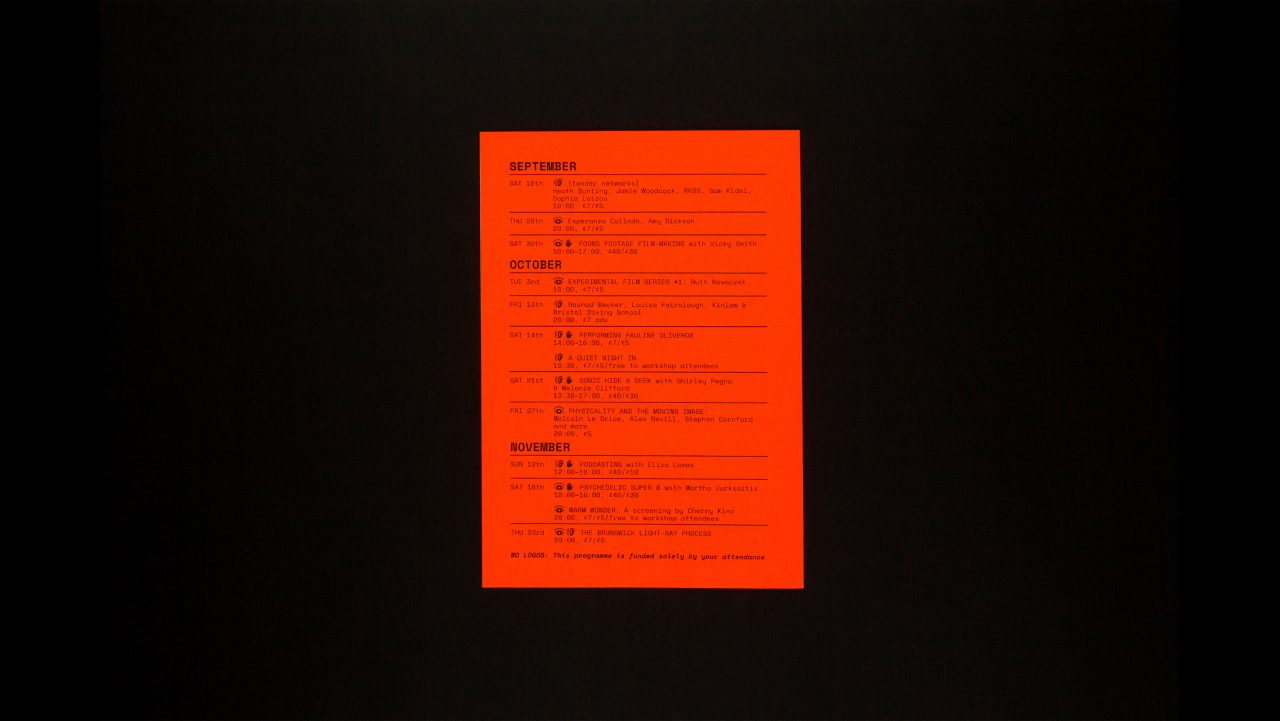 SEPTEMBER
SAT 16th [tender networks]
Heath Bunting, Jamie Woodcock, RKSS, Sam Kidel,
Sophia Loizou
19:00, £7/£5
THU 28th Esperanza Collado, Amy Dickson
20:00, £7/£5
SAT 30th FOUND FOOTAGE FILM-MAKING with Vicky Smith
10:00–17:00, £40/£30
OCTOBER
TUE 3rd EXPERIMENTAL FILM SERIES #1: Ruth Novaczek
19:00, £7/£5
FRI 13th Rashad Becker, Louisa Fairclough, Kinlaw &
Bristol Diving School
20:00, £7 adv
SAT 14th PERFORMING PAULINE OLIVEROS
14:00–16:00, £7/£5
A QUIET NIGHT IN
19:30, £7/£5/free to workshop attendees
SAT 21st SONIC HIDE & SEEK with Shirley Pegna
& Melanie Clifford
13:30–17:00, £40/£30
FRI 27th PHYSICALITY AND THE MOVING IMAGE:
Malcolm Le Grice, Alex Nevill, Stephen Cornford
and more
20:00, £5
NOVEMBER
SUN 12th PODCASTING with Eliza Lomas
12:00–16:00, £40/£10
SAT 18th PSYCHEDELIC SUPER 8 with Martha Jurksaitis
10:00–16:00, £40/£30
WARM WONDER: A screening by Cherry Kino
20:00, £7/£5/free to workshop attendees
THU 23rd THE BRUNSWICK LIGHT-RAY PROCESS
20:00, £7/£5
NO LOGOS: This programme is funded solely by your attendance